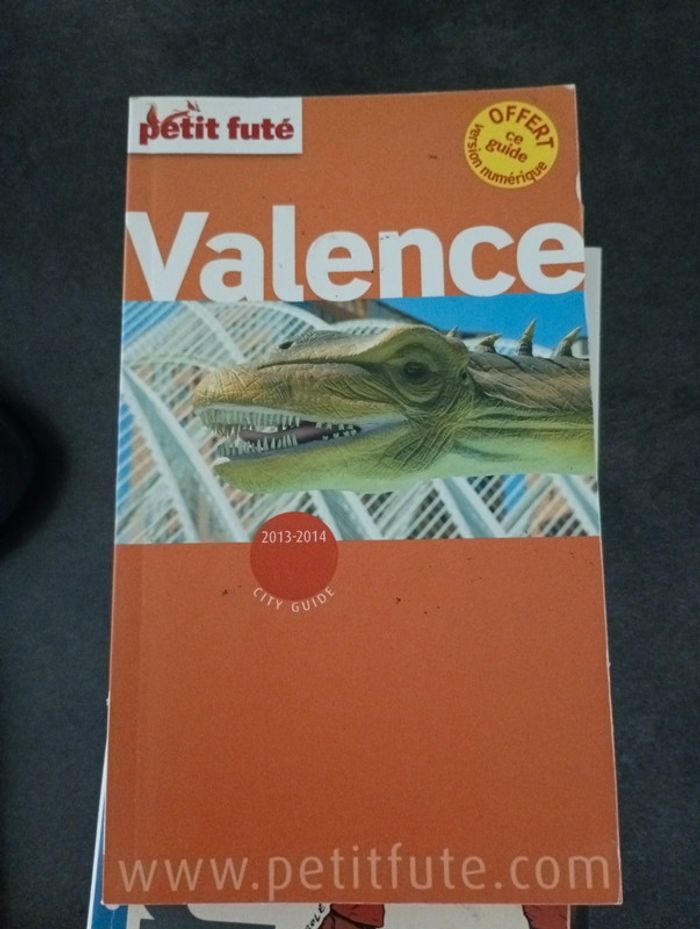 petit futé
OFFERT
ce
guide
version numérique
Valence
2013-2014
CITY GUIDE
www.petitfute.com